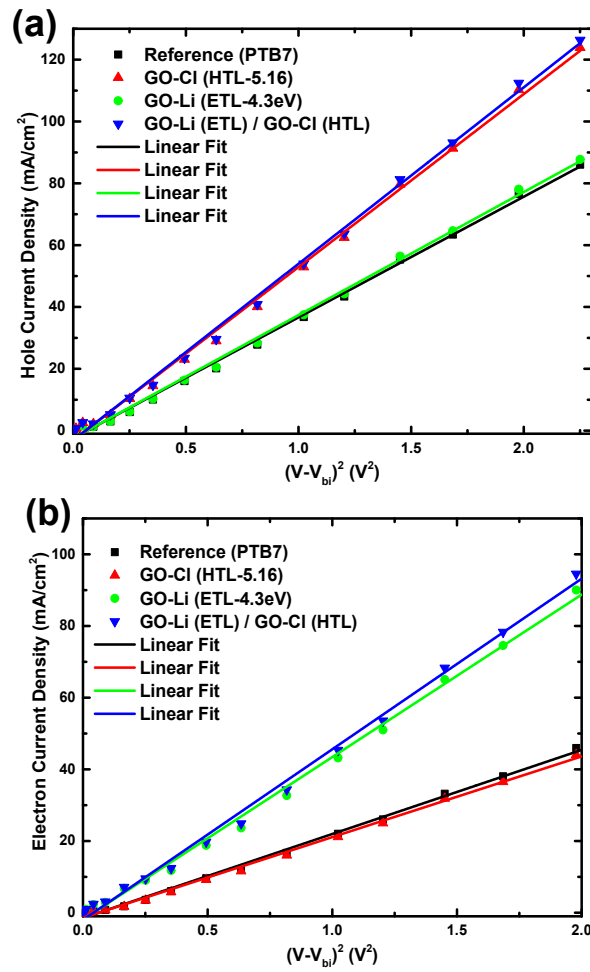 (a)
Reference (PTB7)
GO-Cl (HTL-5.16)
GO-Li (ETL-4.3eV)
GO-Li (ETL) / GO-Cl (HTL)
Linear Fit
Linear Fit
Linear Fit
Linear Fit
120
100
80
60
40
20
0
Hole Current Density (mA/cm²)
0.0 0.5 1.0 1.5 2.0
(V-Vbi)² (V²)
(b)
Reference (PTB7)
GO-Cl (HTL-5.16)
GO-Li (ETL-4.3eV)
GO-Li (ETL) / GO-Cl (HTL)
Linear Fit
Linear Fit
Linear Fit
Linear Fit
100
80
60
40
20
0
Electron Current Density (mA/cm²)
0.0 0.5 1.0 1.5 2.0
(V-Vbi)² (V²)